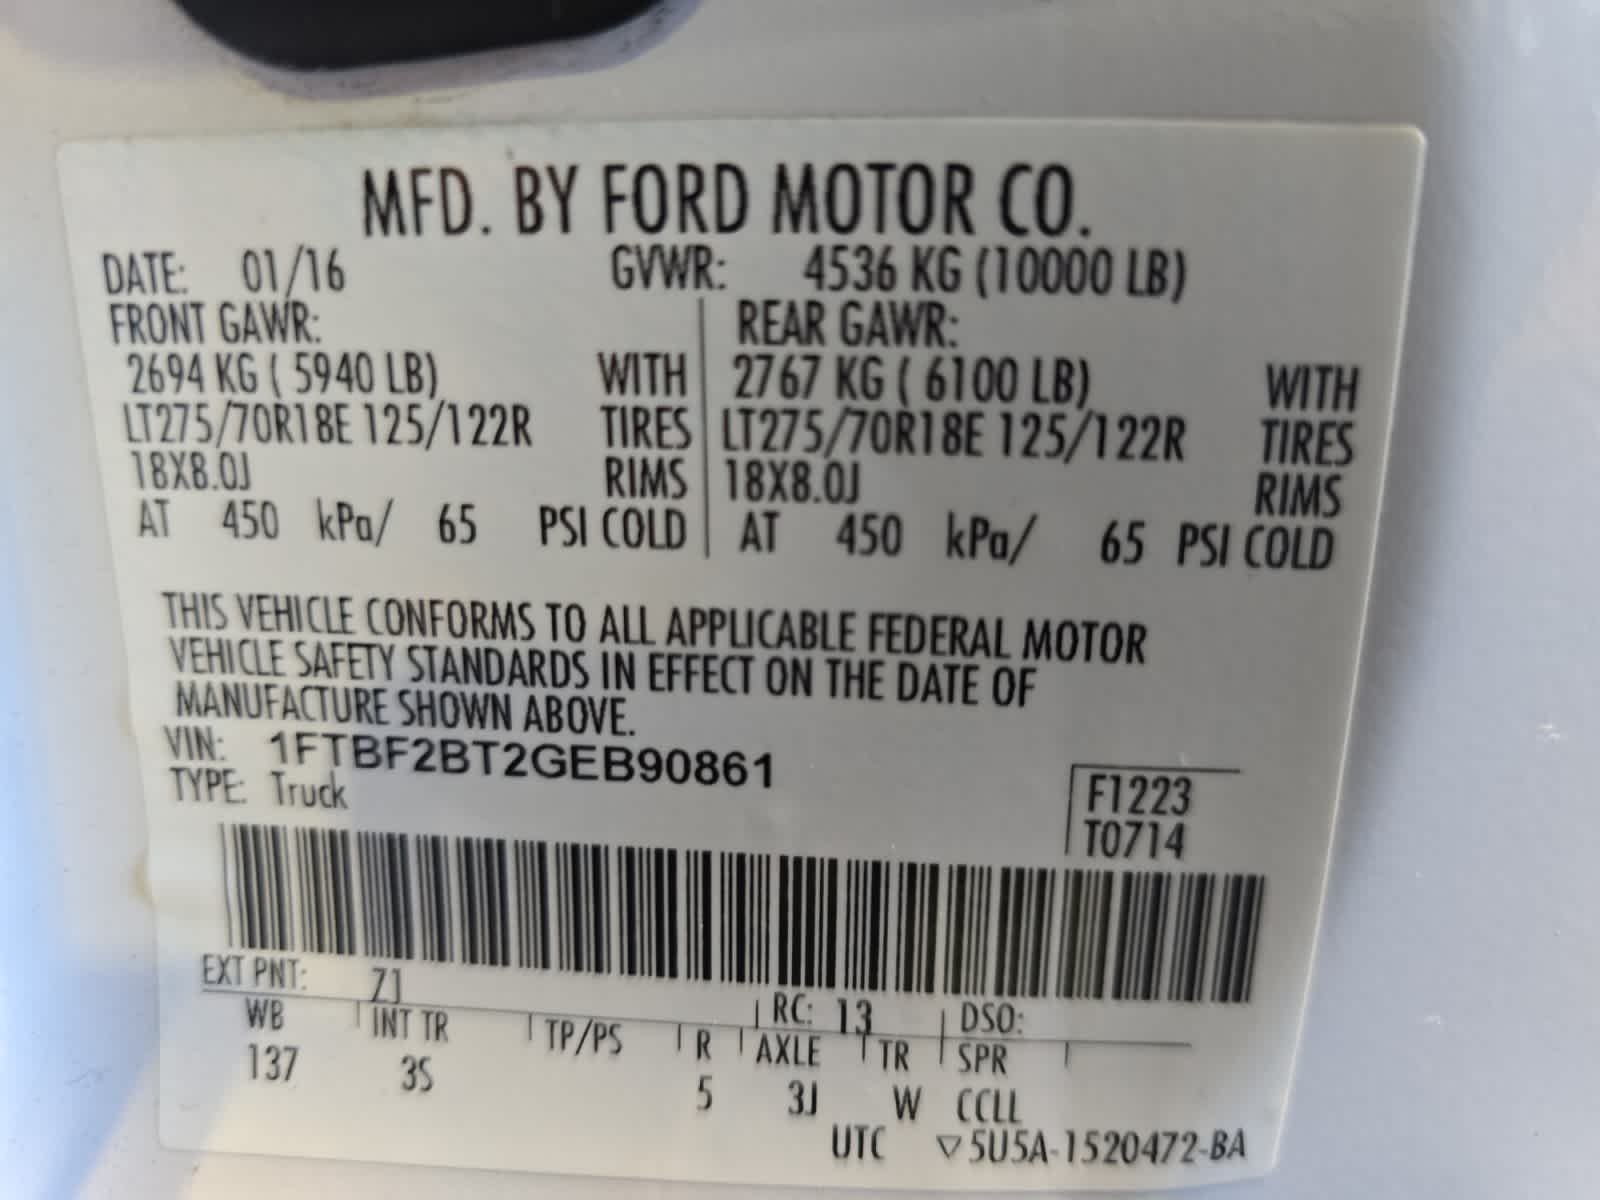 MFD. BY FORD MOTOR CO.
DATE: 01/16 GVWR: 4536 KG (10000 LB)
FRONT GAWR: REAR GAWR:
2694 KG ( 5940 LB) WITH 2767 KG ( 6100 LB) WITH
LT275/70R18E 125/122R TIRES LT275/70R18E 125/122R TIRES
18X8.0J RIMS 18X8.0J RIMS
AT 450 kPa/ 65 PSI COLD AT 450 kPa/ 65 PSI COLD
THIS VEHICLE CONFORMS TO ALL APPLICABLE FEDERAL MOTOR
VEHICLE SAFETY STANDARDS IN EFFECT ON THE DATE OF
MANUFACTURE SHOWN ABOVE.
VIN: 1FTBF2BT2GEB90861
TYPE: Truck
F1223
T0714
EXT PNT: Z1 RC: 13 DSO:
WB INT TR TP/PS R AXLE TR SPR
137 3S 5 3J W CCLL
UTC ▽5U5A-1520472-BA